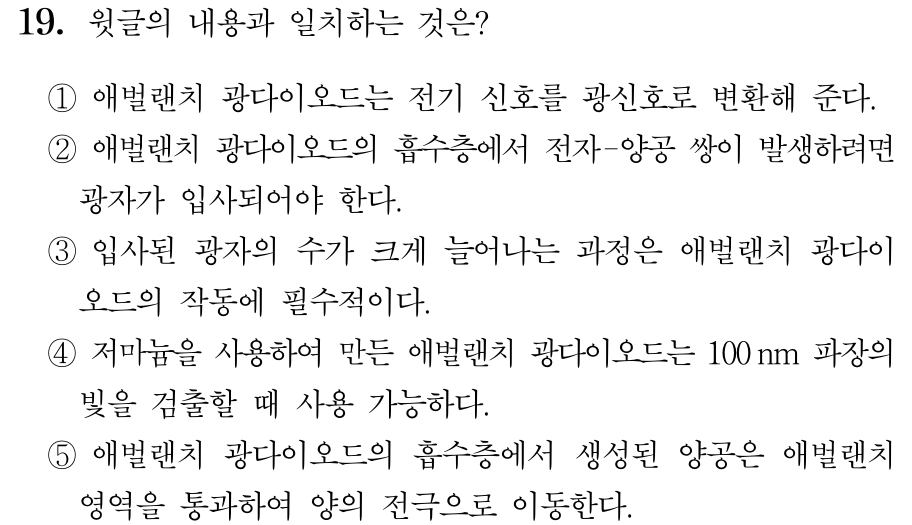 19. 윗글의 내용과 일치하는 것은?
① 애벌랜치 광다이오드는 전기 신호를 광신호로 변환해 준다.
② 애벌랜치 광다이오드의 흡수층에서 전자-양공 쌍이 발생하려면
광자가 입사되어야 한다.
③ 입사된 광자의 수가 크게 늘어나는 과정은 애벌랜치 광다이
오드의 작동에 필수적이다.
④ 저마늄을 사용하여 만든 애벌랜치 광다이오드는 100 nm 파장의
빛을 검출할 때 사용 가능하다.
⑤ 애벌랜치 광다이오드의 흡수층에서 생성된 양공은 애벌랜치
영역을 통과하여 양의 전극으로 이동한다.